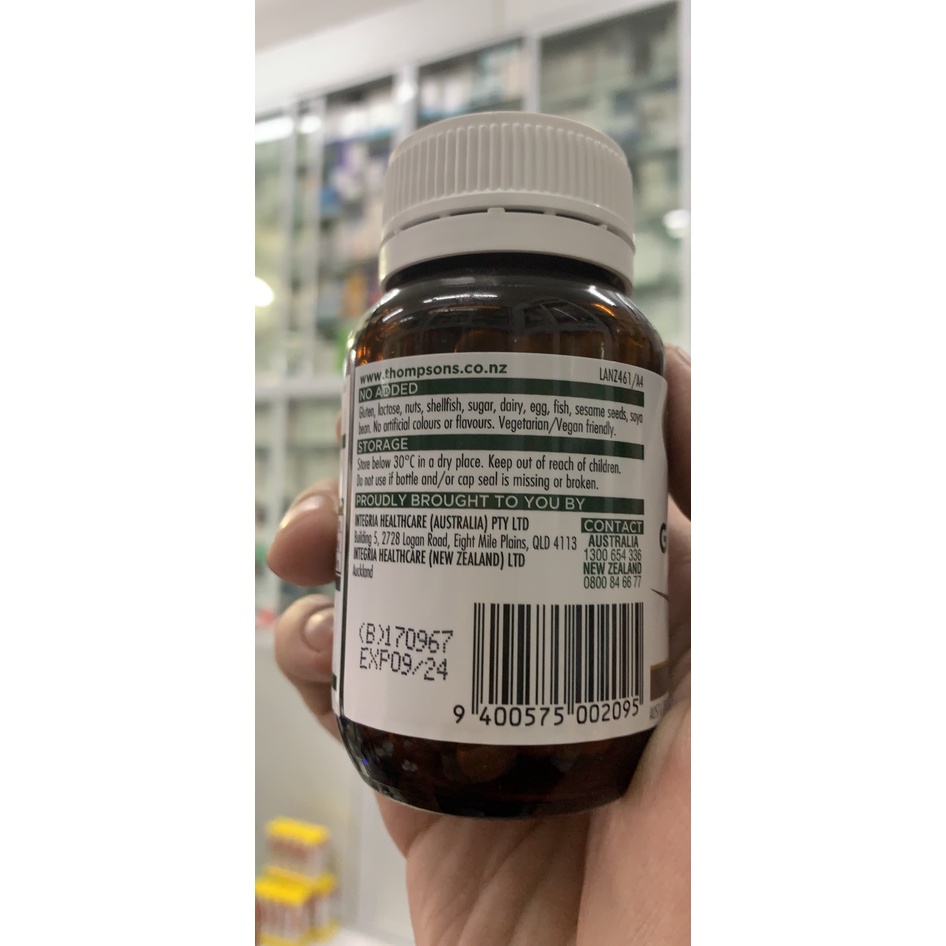 www.thompsons.co.nz
LANZ461/A4
NO ADDED
Gluten, lactose, nuts, shellfish, sugar, dairy, egg, fish, sesame seeds, soya
bean. No artificial colours or flavours. Vegetarian/Vegan friendly.
STORAGE
Store below 30°C in a dry place. Keep out of reach of children.
Do not use if bottle and/or cap seal is missing or broken.
PROUDLY BROUGHT TO YOU BY
INTEGRIA HEALTHCARE (AUSTRALIA) PTY LTD
Building 5, 2728 Logan Road, Eight Mile Plains, QLD 4113
INTEGRIA HEALTHCARE (NEW ZEALAND) LTD
Auckland
CONTACT
AUSTRALIA
1300 654 336
NEW ZEALAND
0800 84 66 77
(B)170967
EXP09/24
9 400575 002095